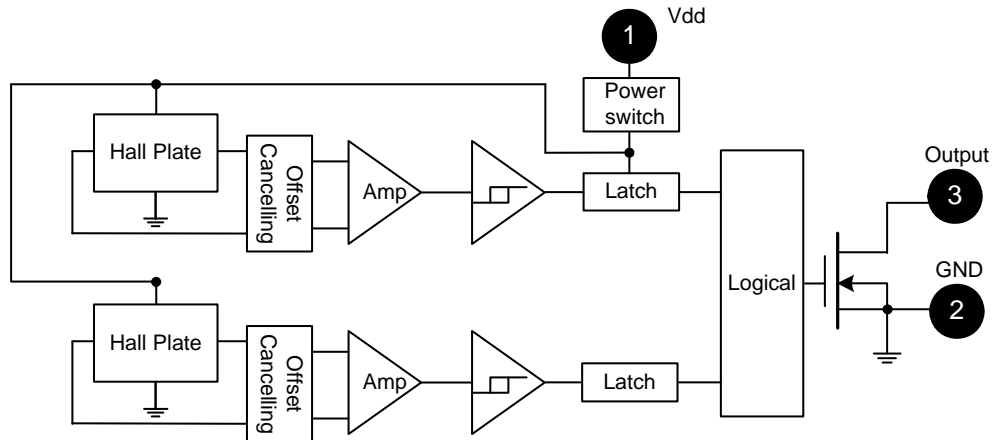 1
Vdd
Power
switch
Hall Plate
Offset
Cancelling
Amp
Latch
Output
3
Logical
GND
2
Hall Plate
Offset
Cancelling
Amp
Latch